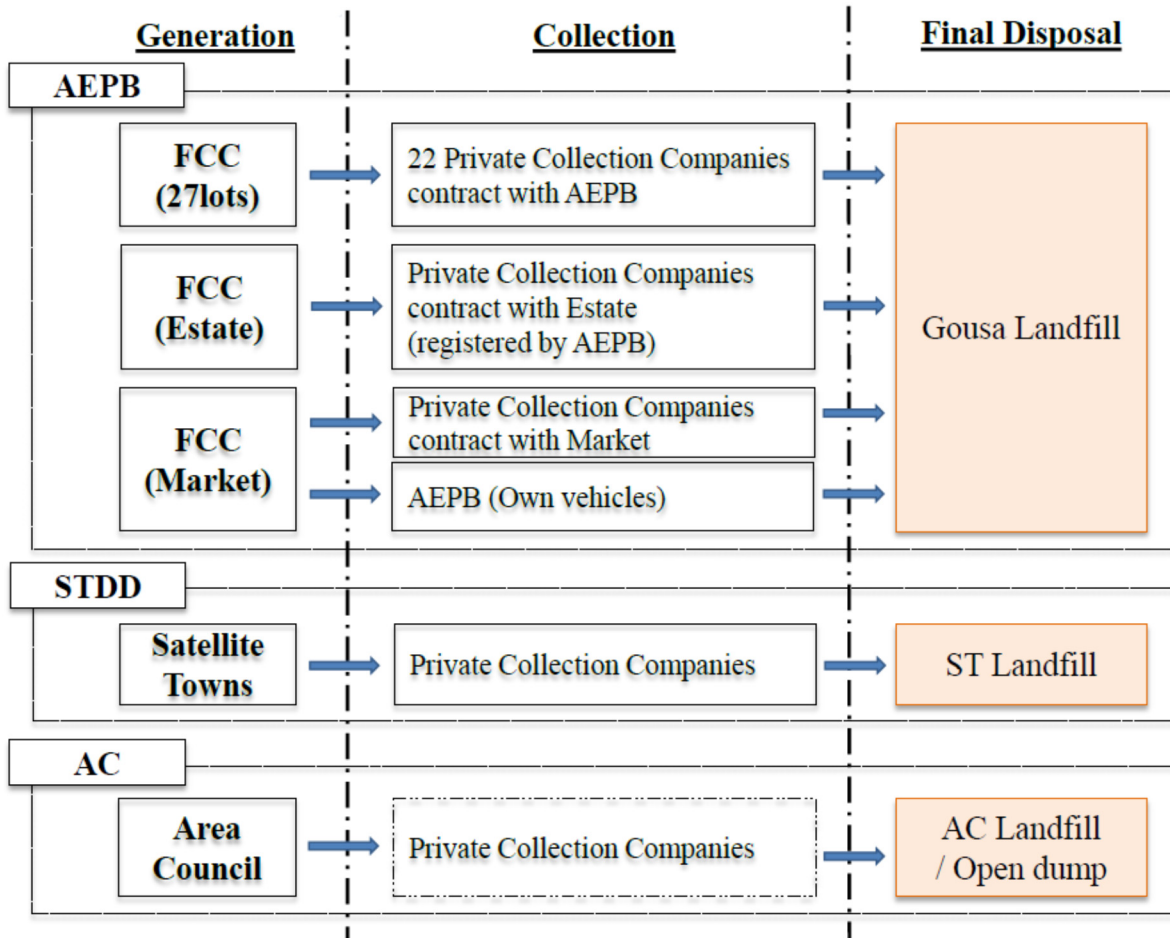 Generation
Collection
Final Disposal
AEPB
FCC
(27lots)
22 Private Collection Companies
contract with AEPB
FCC
(Estate)
Private Collection Companies
contract with Estate
(registered by AEPB)
Gousa Landfill
FCC
(Market)
Private Collection Companies
contract with Market
AEPB (Own vehicles)
STDD
Satellite
Towns
Private Collection Companies
ST Landfill
AC
Area
Council
Private Collection Companies
AC Landfill
/ Open dump